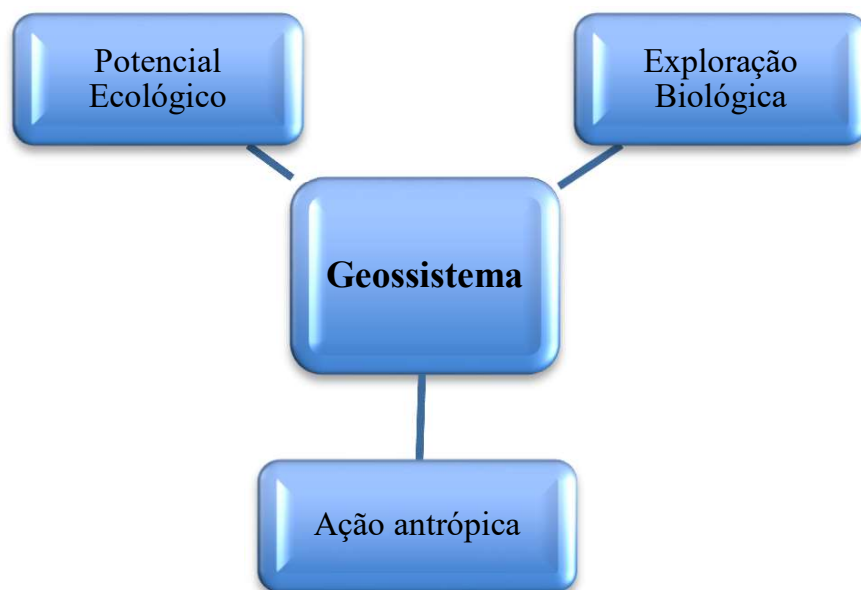 Potencial
Ecológico
Exploração
Biológica
Geossistema
Ação antrópica